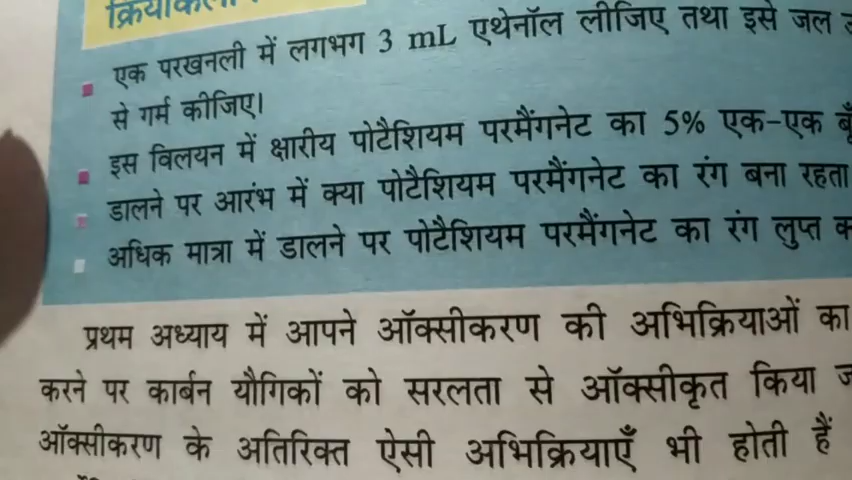 एक परखनली में लगभग 3 mL एथेनॉल लीजिए तथा इसे जल
से गर्म कीजिए।
इस विलयन में क्षारीय पोटैशियम परमैंगनेट का 5% एक-एक
डालने पर आरंभ में क्या पोटैशियम परमैंगनेट का रंग बना रहता
अधिक मात्रा में डालने पर पोटैशियम परमैंगनेट का रंग लुप्त
प्रथम अध्याय में आपने ऑक्सीकरण की अभिक्रियाओं का
करने पर कार्बन यौगिकों को सरलता से ऑक्सीकृत किया
ऑक्सीकरण के अतिरिक्त ऐसी अभिक्रियाएँ भी होती हैं